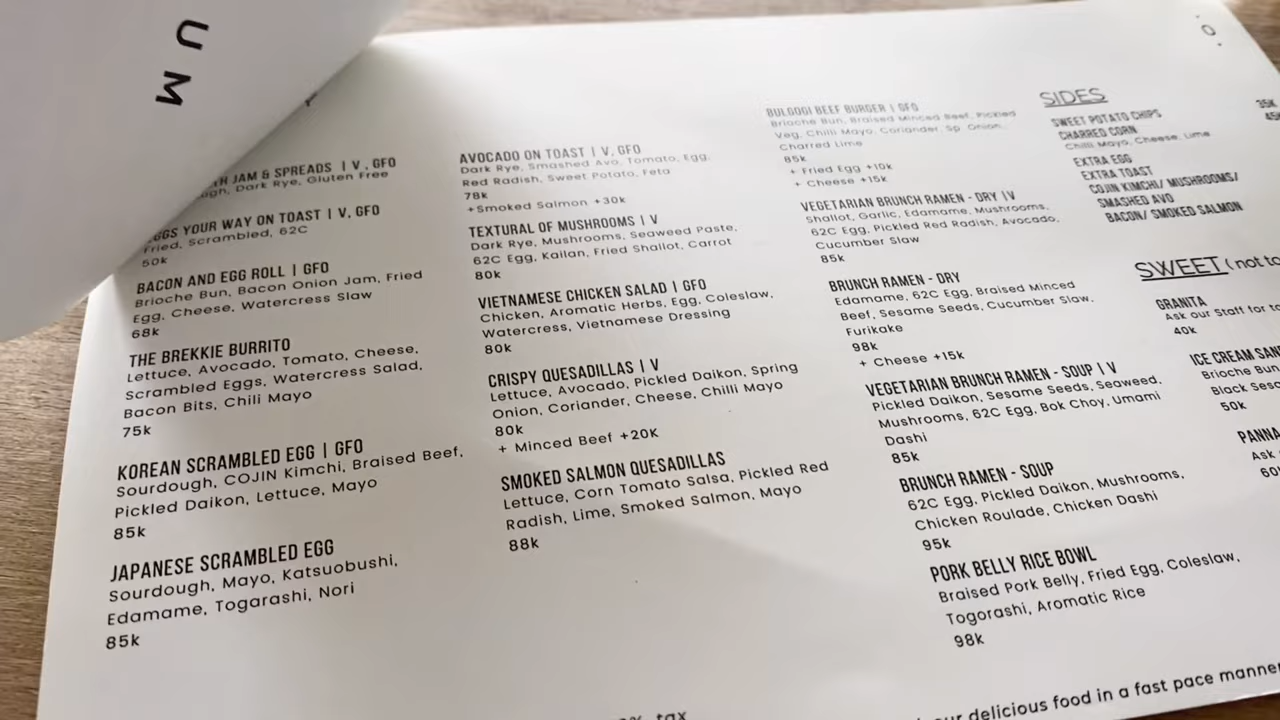 U
M
JAM & SPREADS | V, GFO
Dark Rye, Gluten Free
YOUR WAY ON TOAST | V, GFO
Fried, Scrambled, 62C
50k
BACON AND EGG ROLL | GFO
Brioche Bun, Bacon Onion Jam, Fried
Egg, Cheese, Watercress Slaw
68k
THE BREKKIE BURRITO
Lettuce, Avocado, Tomato, Cheese,
Scrambled Eggs, Watercress Salad,
Bacon Bits, Chili Mayo
75k
KOREAN SCRAMBLED EGG | GFO
Sourdough, COJIN Kimchi, Braised Beef,
Pickled Daikon, Lettuce, Mayo
85k
JAPANESE SCRAMBLED EGG
Sourdough, Mayo, Katsuobushi,
Edamame, Togarashi, Nori
85k
AVOCADO ON TOAST | V, GFO
Dark Rye, Smashed Avo, Tomato, Egg,
Red Radish, Sweet Potato, Feta
78k
+Smoked Salmon +30k
TEXTURAL OF MUSHROOMS | V
Dark Rye, Mushrooms, Seaweed Paste,
62C Egg, Kailan, Fried Shallot, Carrot
80k
VIETNAMESE CHICKEN SALAD | GFO
Chicken, Aromatic Herbs, Egg, Coleslaw,
Watercress, Vietnamese Dressing
80k
CRISPY QUESADILLAS | V
Lettuce, Avocado, Pickled Daikon, Spring
Onion, Coriander, Cheese, Chilli Mayo
80k
+ Minced Beef +20K
SMOKED SALMON QUESADILLAS
Lettuce, Corn Tomato Salsa, Pickled Red
Radish, Lime, Smoked Salmon, Mayo
88k
BULGOGI BEEF BURGER | GFO
Brioche Bun, Braised Minced Beef, Pickled
Veg, Chilli Mayo, Coriander, Sp. Onion,
Charred Lime
85k
+ Fried Egg +10k
+ Cheese +15k
VEGETARIAN BRUNCH RAMEN - DRY |V
Shallot, Garlic, Edamame, Mushrooms,
62C Egg, Pickled Red Radish, Avocado,
Cucumber Slaw
85k
BRUNCH RAMEN - DRY
Edamame, 62C Egg, Braised Minced
Beef, Sesame Seeds, Cucumber Slaw,
Furikake
98k
+ Cheese +15k
VEGETARIAN BRUNCH RAMEN - SOUP | V
Pickled Daikon, Sesame Seeds, Seaweed,
Mushrooms, 62C Egg, Bok Choy, Umami
Dashi
85k
BRUNCH RAMEN - SOUP
62C Egg, Pickled Daikon, Mushrooms,
Chicken Roulade, Chicken Dashi
95k
PORK BELLY RICE BOWL
Braised Pork Belly, Fried Egg, Coleslaw,
Togorashi, Aromatic Rice
98k
SIDES
SWEET POTATO CHIPS 35K
CHARRED CORN
Chilli Mayo, Cheese, Lime
EXTRA EGG
EXTRA TOAST
COJIN KIMCHI/ MUSHROOMS/
SMASHED AVO
BACON/ SMOKED SALMON
SWEET ( not to
GRANITA
Ask our Staff for
40k
ICE CREAM
Brioche Bun
Black
50k
PANNA
Ask
tax
our delicious food in a fast pace manner